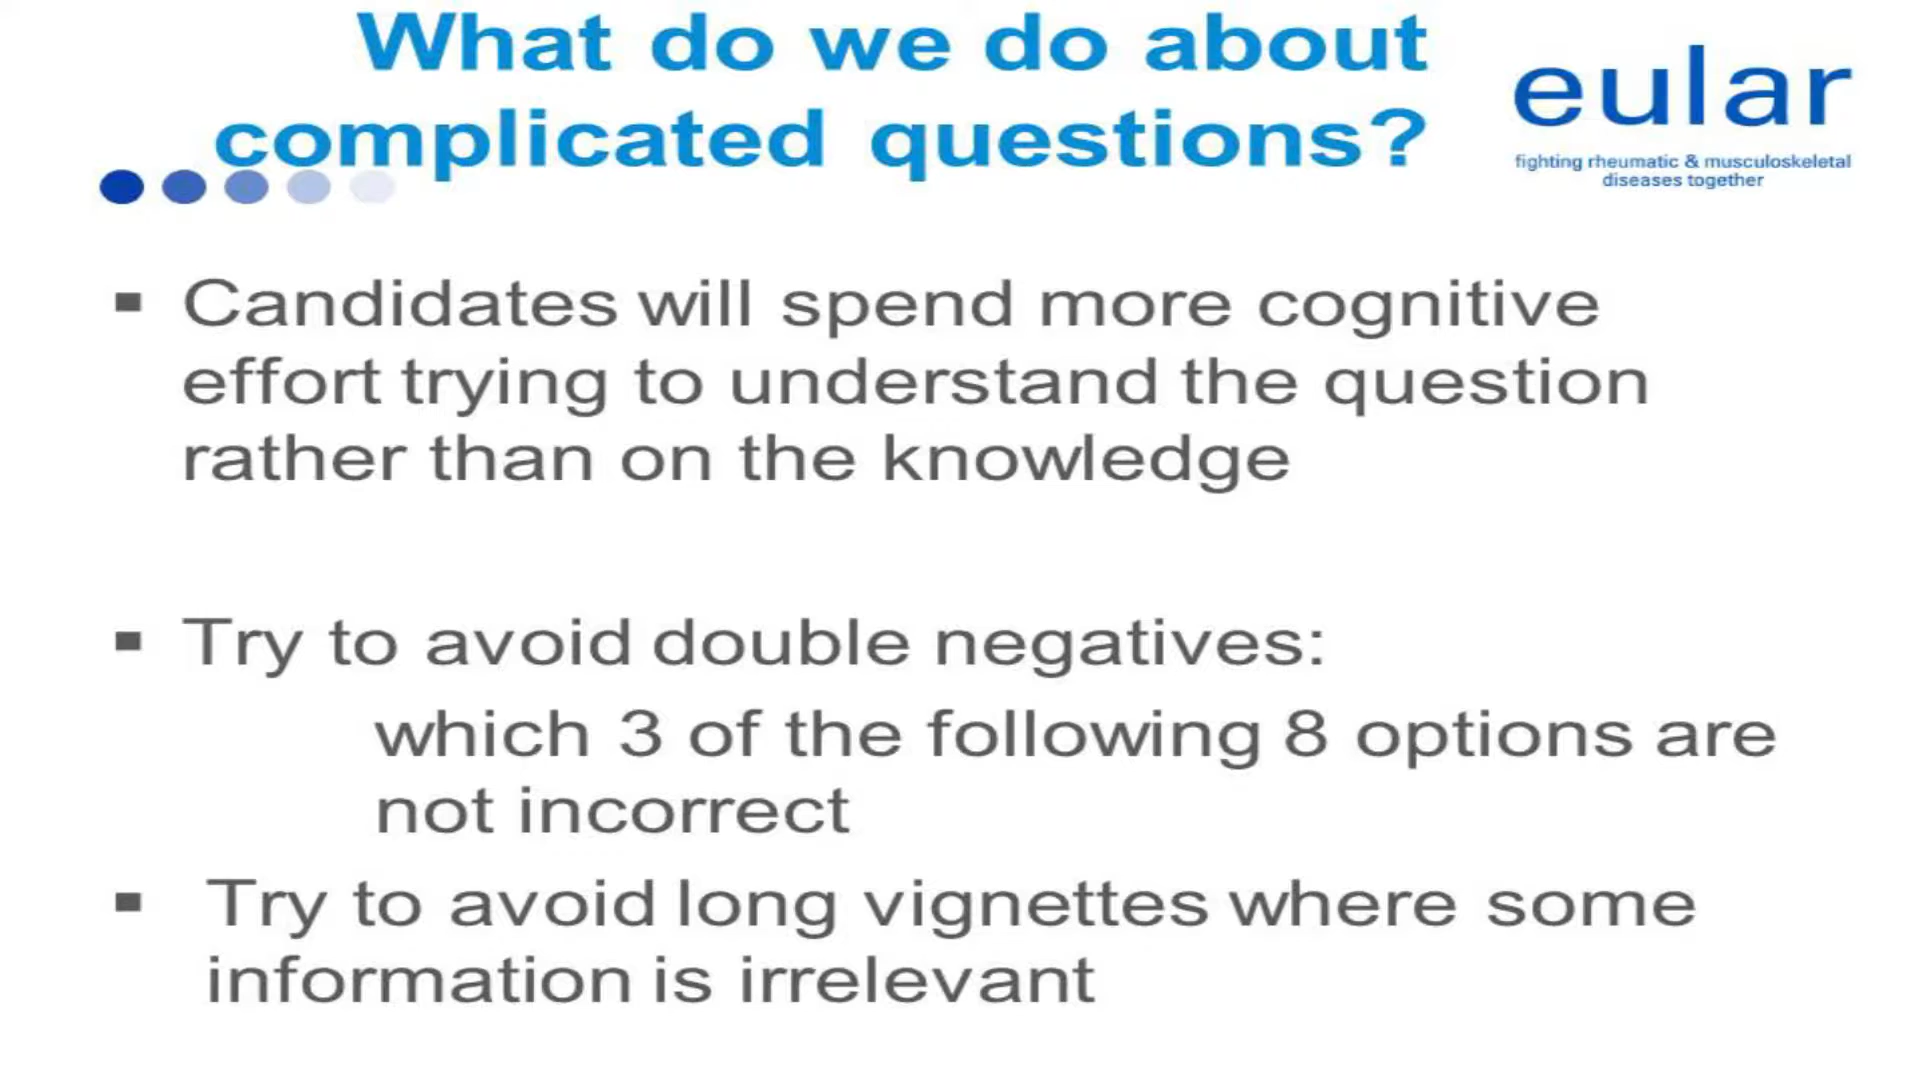 What do we do about
complicated questions?
eular
fighting rheumatic & musculoskeletal
diseases together
▪ Candidates will spend more cognitive
effort trying to understand the question
rather than on the knowledge
▪ Try to avoid double negatives:
which 3 of the following 8 options are
not incorrect
▪ Try to avoid long vignettes where some
information is irrelevant